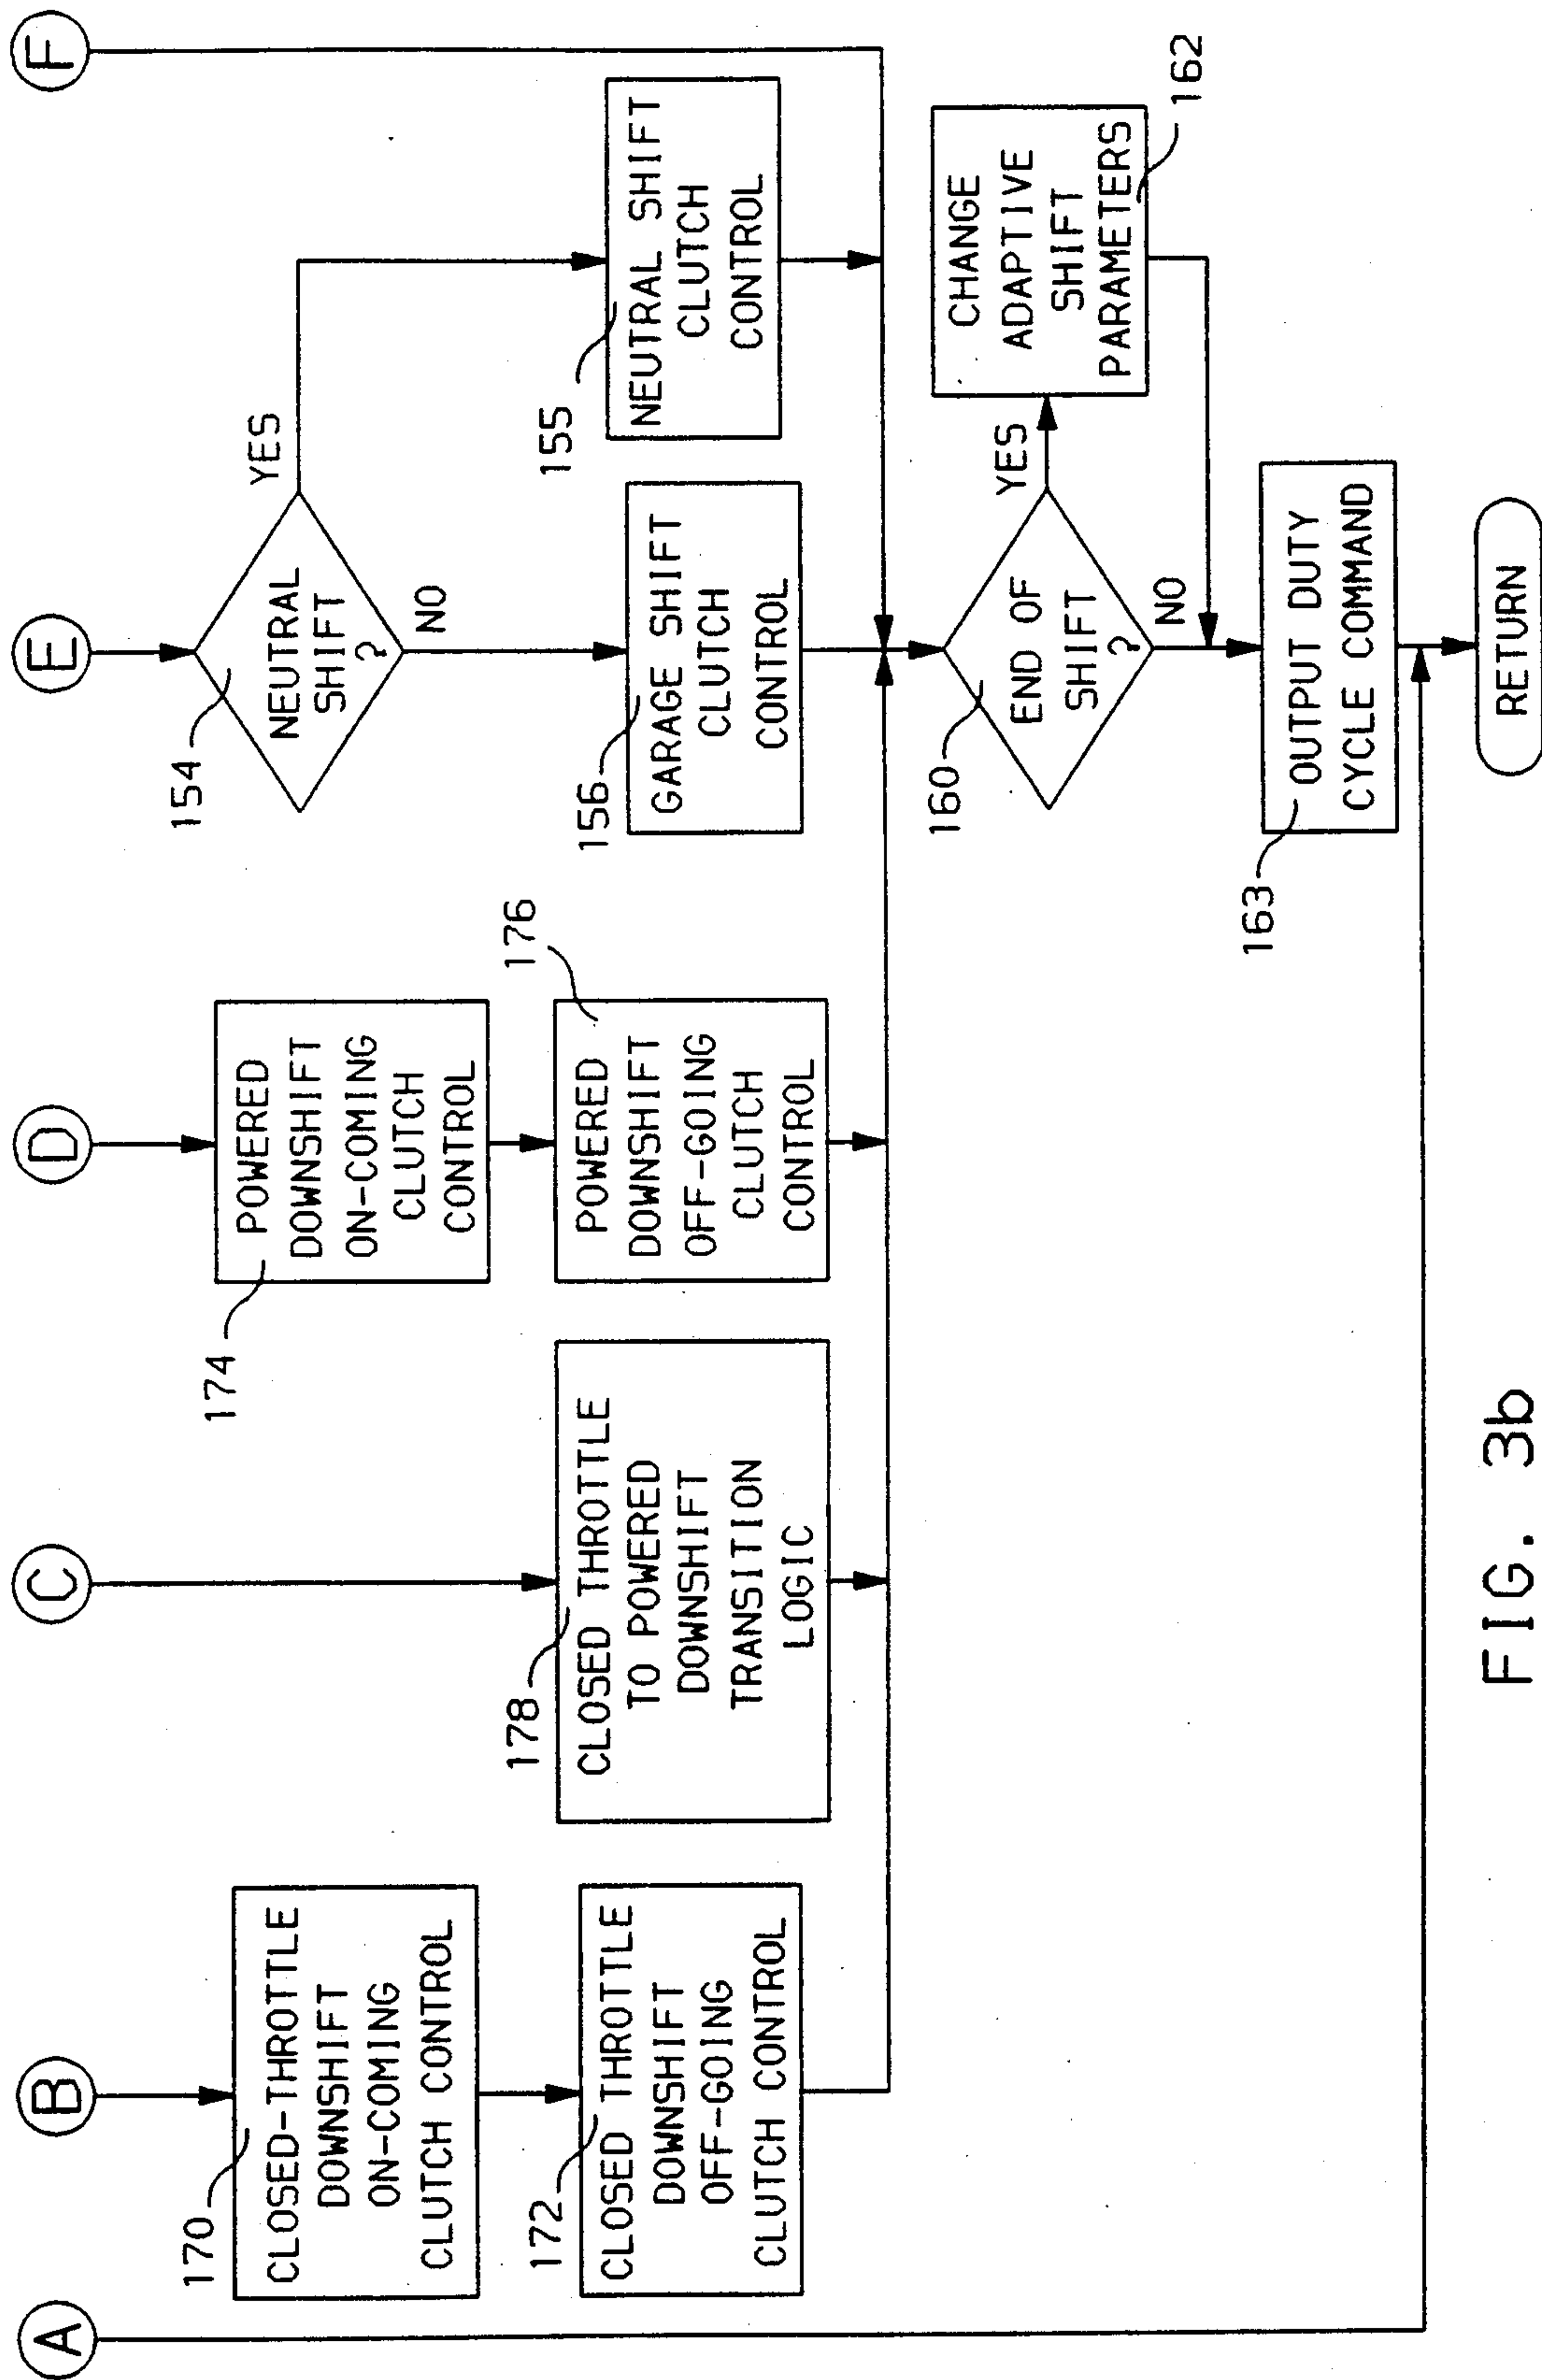 A
B
C
D
E
F
170
CLOSED-THROTTLE
DOWNSHIFT
ON-COMING
CLUTCH CONTROL
172
CLOSED THROTTLE
DOWNSHIFT
OFF-GOING
CLUTCH CONTROL
178
CLOSED THROTTLE
TO POWERED
DOWNSHIFT
TRANSITION
LOGIC
174
POWERED
DOWNSHIFT
ON-COMING
CLUTCH
CONTROL
176
POWERED
DOWNSHIFT
OFF-GOING
CLUTCH
CONTROL
154
NEUTRAL
SHIFT
?
YES
NO
156
GARAGE SHIFT
CLUTCH
CONTROL
155
NEUTRAL SHIFT
CLUTCH
CONTROL
160
END OF
SHIFT
?
YES
NO
CHANGE
ADAPTIVE
SHIFT
PARAMETERS
162
163
OUTPUT DUTY
CYCLE COMMAND
RETURN
FIG. 3b